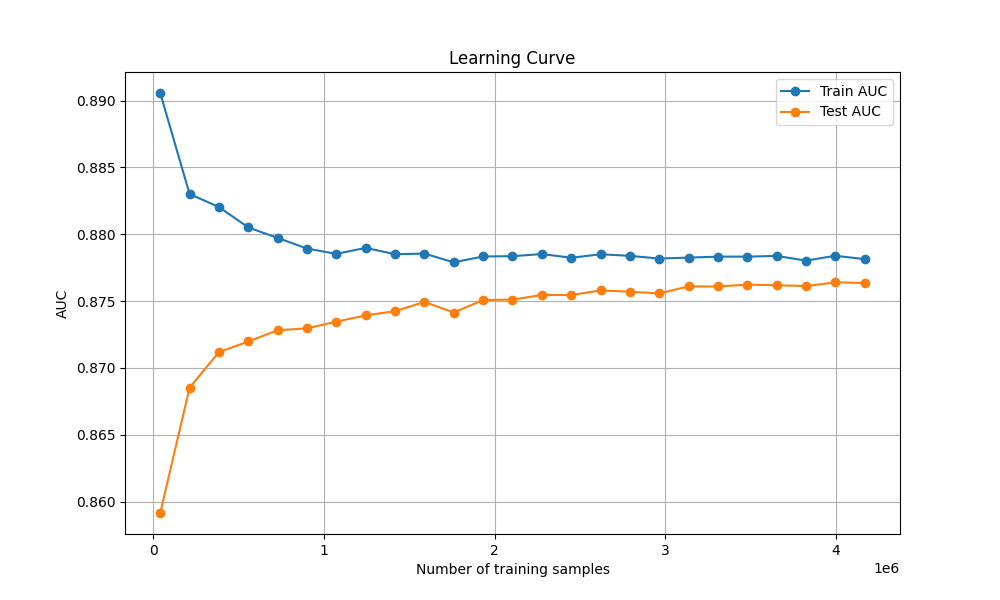 Learning Curve
Train AUC
Test AUC
0.890
0.885
0.880
0.875
0.870
0.865
0.860
AUC
0 1 2 3 4
1e6
Number of training samples